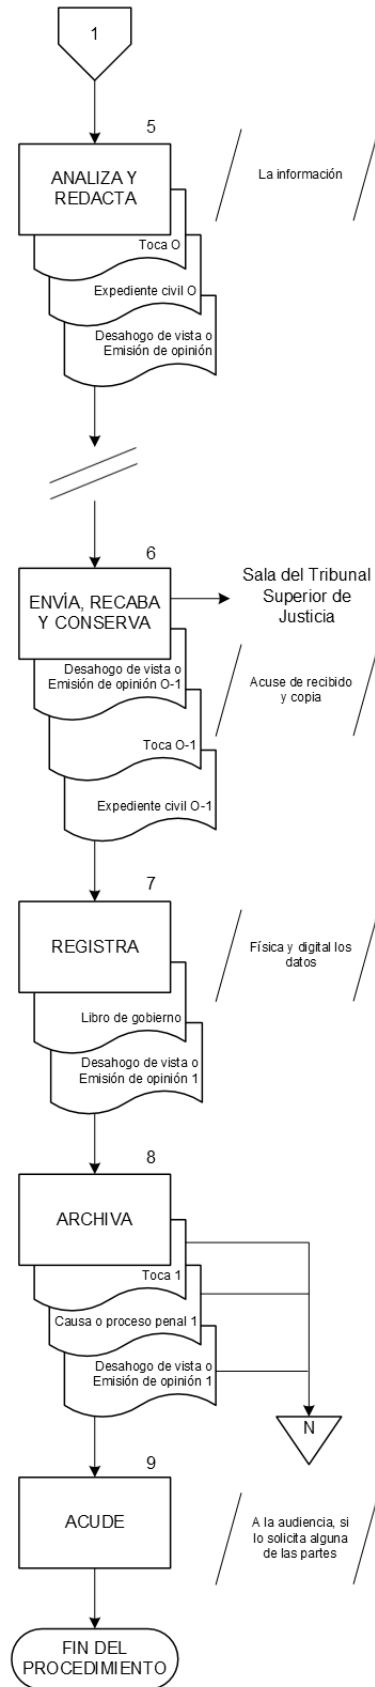 1
5
ANALIZA Y
REDACTA
La información
Toca O
Expediente civil O
Desahogo de vista o
Emisión de opinión
6
ENVÍA, RECABA
Y CONSERVA
Sala del Tribunal
Superior de
Justicia
Desahogo de vista o
Emisión de opinión O-1
Acuse de recibido
y copia
Toca O-1
Expediente civil O-1
7
REGISTRA
Física y digital los
datos
Libro de gobierno
Desahogo de vista o
Emisión de opinión 1
8
ARCHIVA
Toca 1
Causa o proceso penal 1
Desahogo de vista o
Emisión de opinión 1
N
9
ACUDE
A la audiencia, si
lo solicita alguna
de las partes
FIN DEL
PROCEDIMIENTO